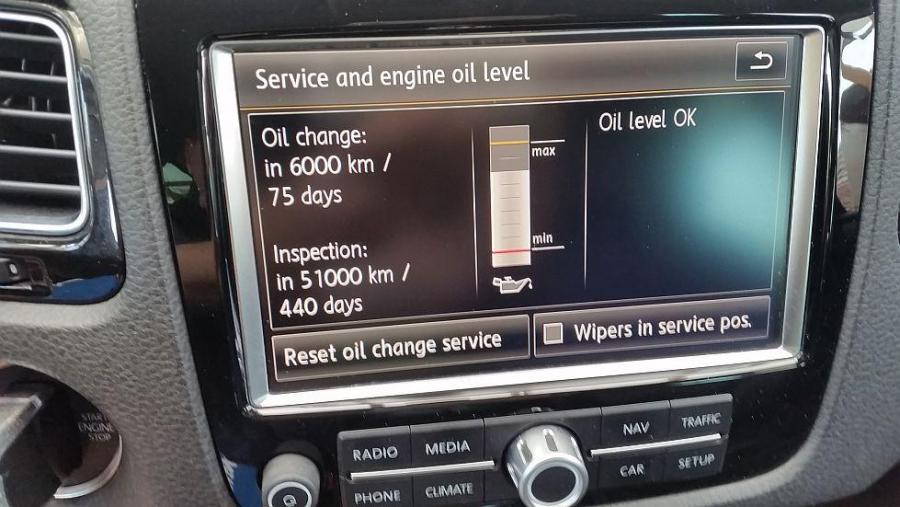 Service and engine oil level
Oil change:
in 6000 km /
75 days
Inspection:
in 51000 km /
440 days
max
min
Oil level OK
Reset oil change service
Wipers in service pos.
RADIO
MEDIA
NAV
TRAFFIC
PHONE
CLIMATE
CAR
SETUP
START
ENGINE
STOP